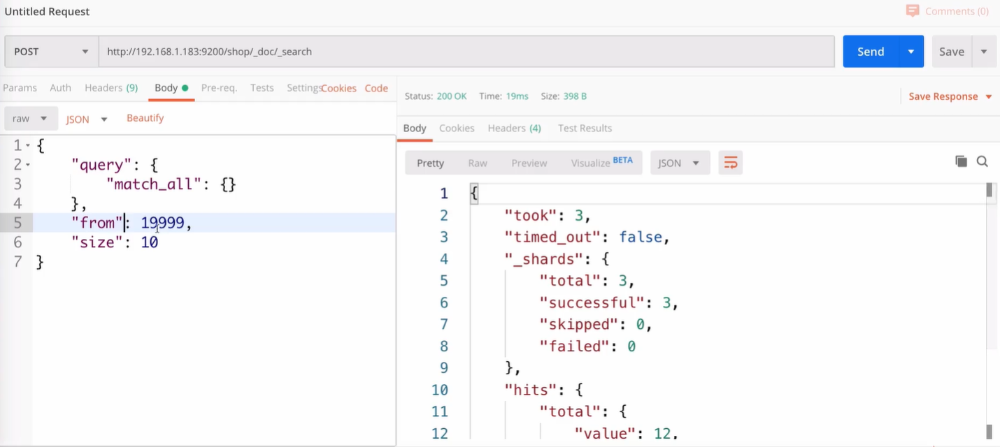 Untitled Request
Comments (0)
POST
http://192.168.1.183:9200/shop/_doc/_search
Send
Save
Params Auth Headers (9) Body Pre-req. Tests Settings Cookies Code
raw JSON Beautify
1 {
2 "query": {
3 "match_all": {}
4 },
5 "from": 19999,
6 "size": 10
7 }
Status: 200 OK Time: 19ms Size: 398 B
Save Response
Body Cookies Headers (4) Test Results
Pretty Raw Preview Visualize BETA JSON
1 {
2 "took": 3,
3 "timed_out": false,
4 "_shards": {
5 "total": 3,
6 "successful": 3,
7 "skipped": 0,
8 "failed": 0
9 },
10 "hits": {
11 "total": {
12 "value": 12,